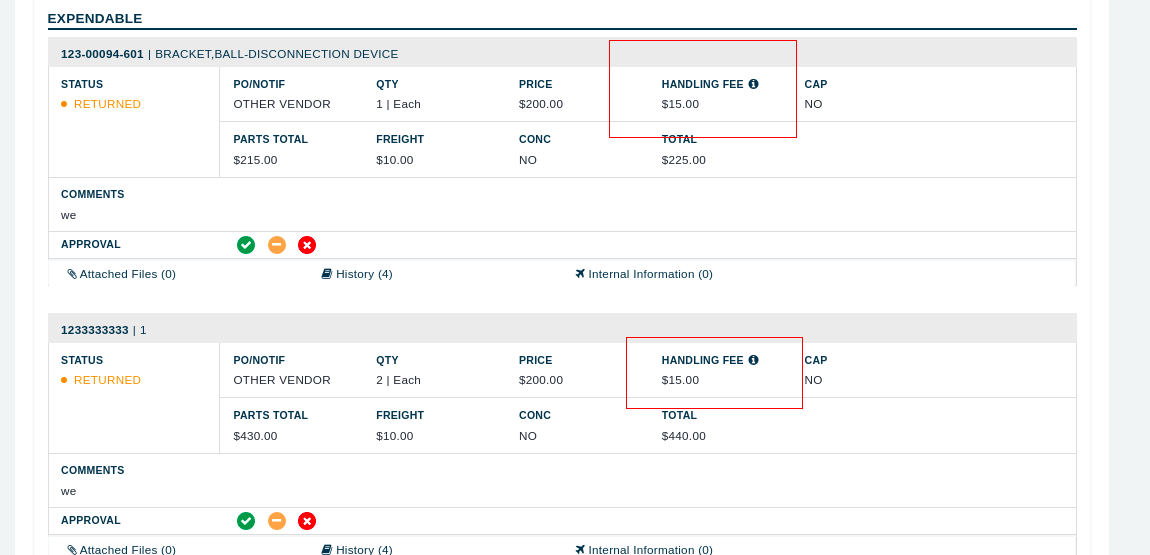 EXPENDABLE
123-00094-601 | BRACKET,BALL-DISCONNECTION DEVICE
STATUS PO/NOTIF QTY PRICE HANDLING FEE CAP
RETURNED OTHER VENDOR 1 | Each $200.00 $15.00 NO
PARTS TOTAL FREIGHT CONC TOTAL
$215.00 $10.00 NO $225.00
COMMENTS
we
APPROVAL
Attached Files (0) History (4) Internal Information (0)
1233333333 | 1
STATUS PO/NOTIF QTY PRICE HANDLING FEE CAP
RETURNED OTHER VENDOR 2 | Each $200.00 $15.00 NO
PARTS TOTAL FREIGHT CONC TOTAL
$430.00 $10.00 NO $440.00
COMMENTS
we
APPROVAL
Attached Files (0) History (4) Internal Information (0)